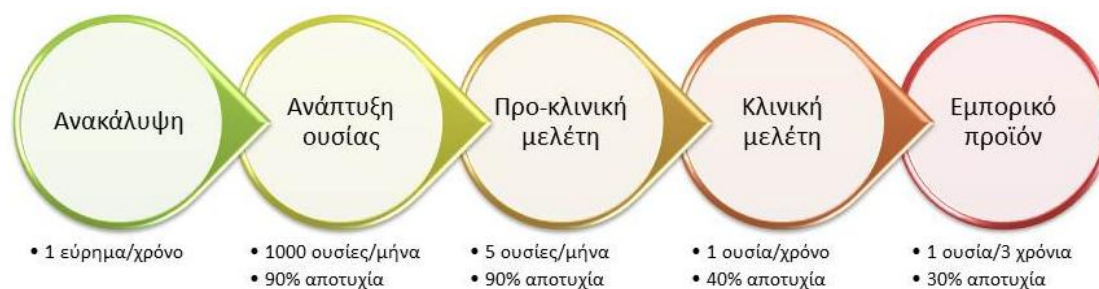 Ανακάλυψη
Ανάπτυξη
ουσίας
Προ-κλινική
μελέτη
Κλινική
μελέτη
Εμπορικό
προϊόν
• 1 εύρημα/χρόνο
• 1000 ουσίες/μήνα
• 90% αποτυχία
• 5 ουσίες/μήνα
• 90% αποτυχία
• 1 ουσία/χρόνο
• 40% αποτυχία
• 1 ουσία/3 χρόνια
• 30% αποτυχία